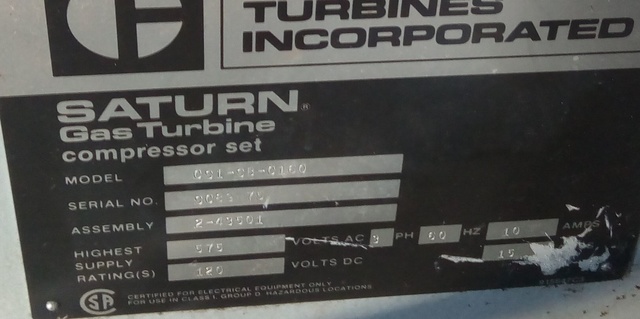 TURBINES
INCORPORATED
SATURN®
Gas Turbine
compressor set
MODEL
SERIAL NO.
ASSEMBLY 2-43501
HIGHEST SUPPLY RATING(S) 575 VOLTS AC 3 PH 60 HZ 10 AMPS
120 VOLTS DC 15
CERTIFIED FOR ELECTRICAL EQUIPMENT ONLY
FOR USE IN CLASS I, GROUP D HAZARDOUS LOCATIONS